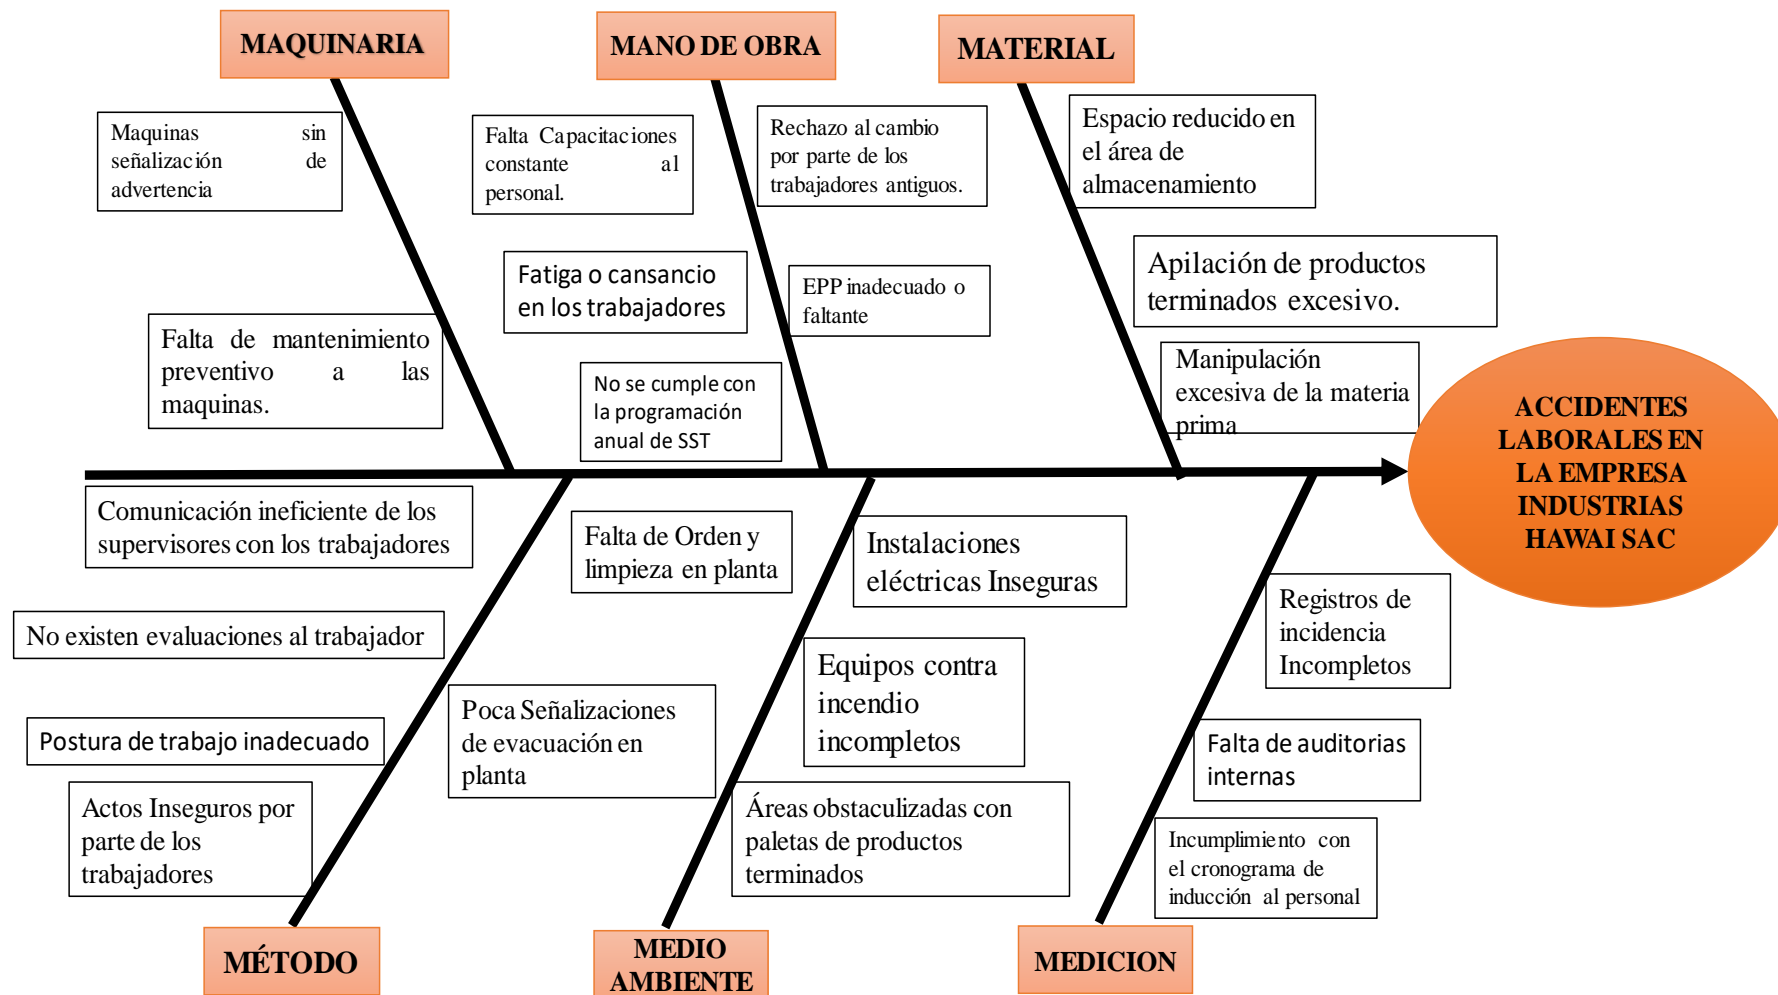 MAQUINARIA
MANO DE OBRA
MATERIAL
Maquinas sin
señalización de
advertencia
Falta Capacitaciones
constante al
personal.
Rechazo al cambio
por parte de los
trabajadores antiguos.
Espacio reducido en
el área de
almacenamiento
Fatiga o cansancio
en los trabajadores
EPP inadecuado o
faltante
Apilación de productos
terminados excesivo.
Falta de mantenimiento
preventivo a las
maquinas.
No se cumple con
la programación
anual de SST
Manipulación
excesiva de la materia
prima
ACCIDENTES
LABORALES EN
LA EMPRESA
INDUSTRIAS
HAWAI SAC
Comunicación ineficiente de los
supervisores con los trabajadores
Falta de Orden y
limpieza en planta
Instalaciones
eléctricas Inseguras
Registros de
incidencia
Incompletos
No existen evaluaciones al trabajador
Equipos contra
incendio
incompletos
Poca Señalizaciones
de evacuación en
planta
Postura de trabajo inadecuado
Falta de auditorias
internas
Actos Inseguros por
parte de los
trabajadores
Áreas obstaculizadas con
paletas de productos
terminados
Incumplimiento con
el cronograma de
inducción al personal
MÉTODO
MEDIO
AMBIENTE
MEDICION